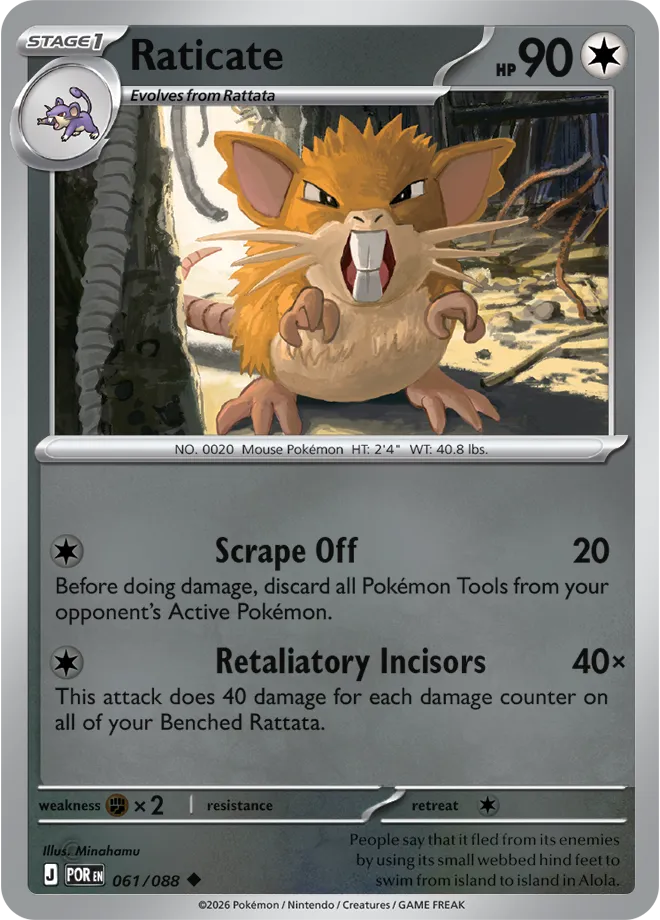 STAGE 1
Raticate
HP 90
Evolves from Rattata
NO. 0020 Mouse Pokémon HT: 2'4" WT: 40.8 lbs.
Scrape Off 20
Before doing damage, discard all Pokémon Tools from your
opponent's Active Pokémon.
Retaliatory Incisors 40×
This attack does 40 damage for each damage counter on
all of your Benched Rattata.
weakness ×2 resistance retreat
Illus. Minahamu
People say that it fled from its enemies
by using its small webbed hind feet to
swim from island to island in Alola.
J POR EN 061/088
©2026 Pokémon / Nintendo / Creatures / GAME FREAK